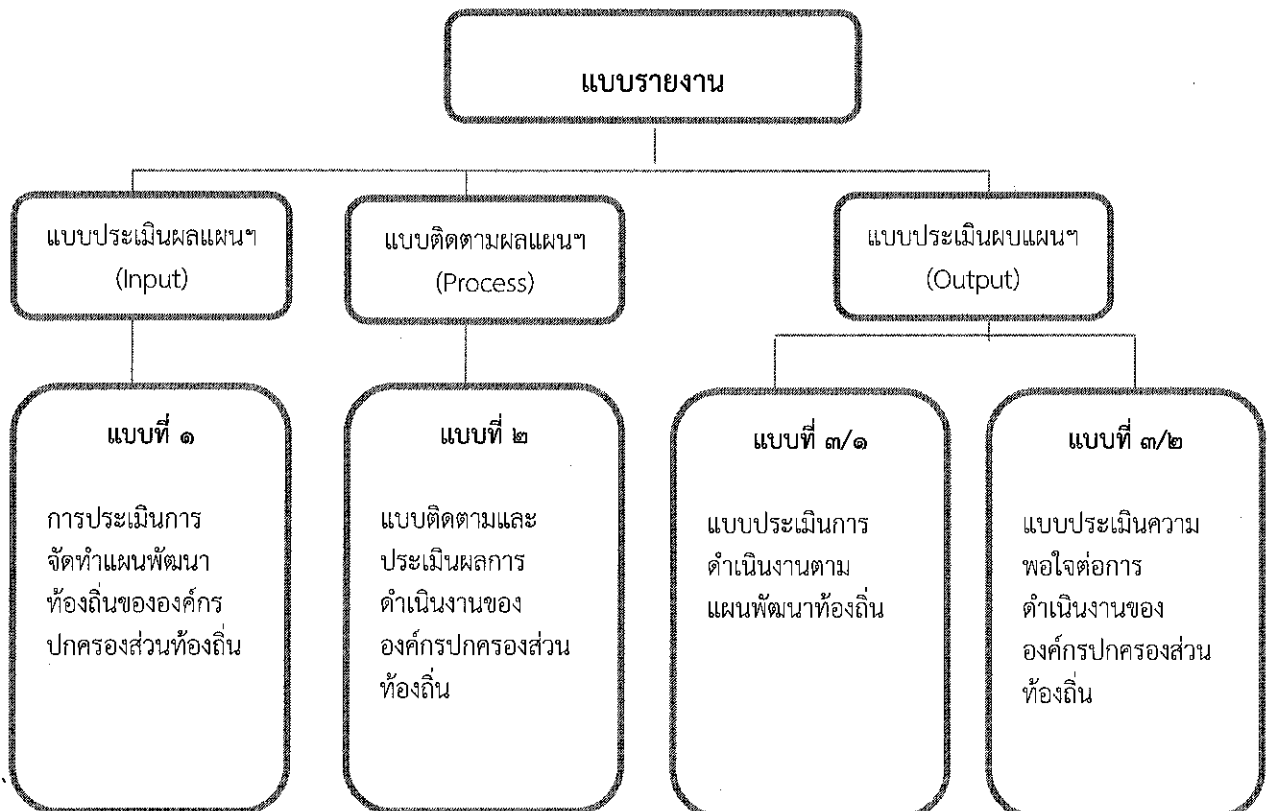 แบบรายงาน
แบบประเมินผลแผนฯ
(Input)
แบบติดตามผลแผนฯ
(Process)
แบบประเมินผบแผนฯ
(Output)
แบบที่ ๑
การประเมินการ
จัดทำแผนพัฒนา
ท้องถิ่นขององค์กร
ปกครองส่วนท้องถิ่น
แบบที่ ๒
แบบติดตามและ
ประเมินผลการ
ดำเนินงานของ
องค์กรปกครองส่วน
ท้องถิ่น
แบบที่ ๓/๑
แบบประเมินการ
ดำเนินงานตาม
แผนพัฒนาท้องถิ่น
แบบที่ ๓/๒
แบบประเมินความ
พอใจต่อการ
ดำเนินงานของ
องค์กรปกครองส่วน
ท้องถิ่น